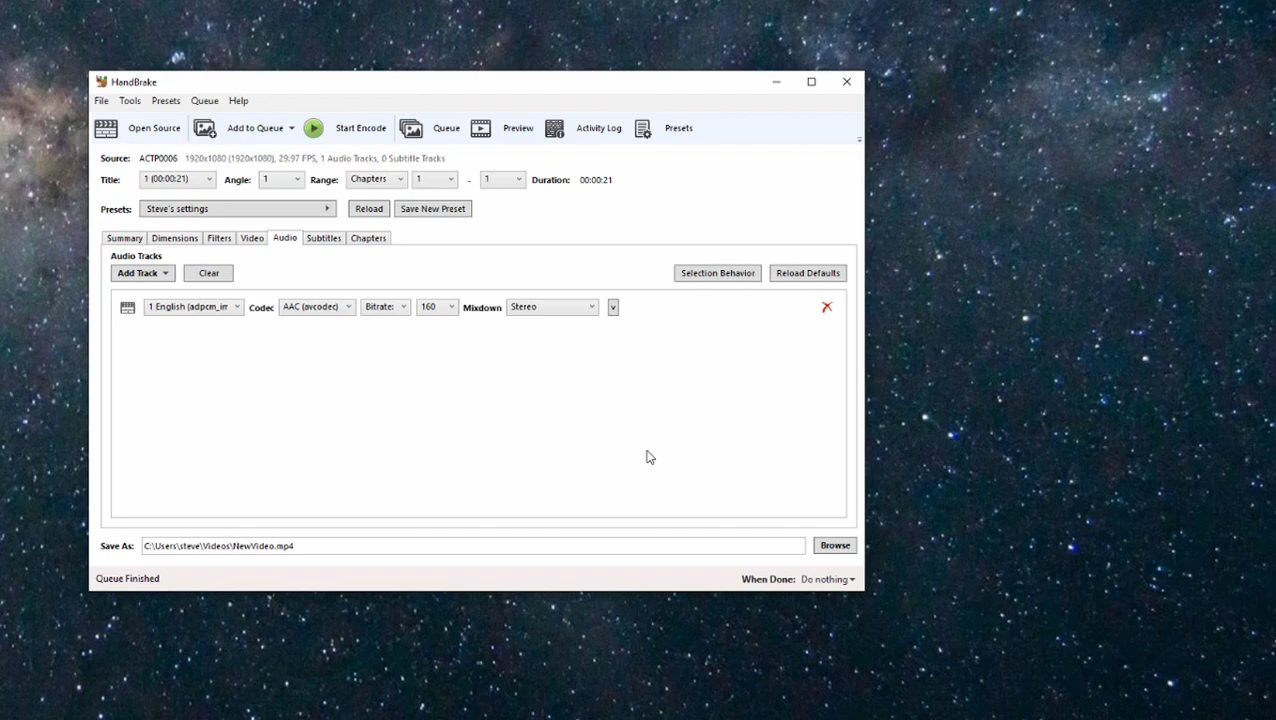 HandBrake
File Tools Presets Queue Help
Open Source Add to Queue Start Encode Queue Preview Activity Log Presets
Source: ACTP0006 1920x1080 (1920x1080), 29.97 FPS, 1 Audio Tracks, 0 Subtitle Tracks
Title: 1 (00:00:21) Angle: 1 Range: Chapters 1 - 1 Duration: 00:00:21
Presets: Steve's settings Reload Save New Preset
Summary Dimensions Filters Video Audio Subtitles Chapters
Audio Tracks
Add Track Clear Selection Behavior Reload Defaults
1 English (adpcm_im Codec AAC (avcodec) Bitrate: 160 Mixdown Stereo
Save As: C:\Users\steve\Videos\NewVideo.mp4 Browse
Queue Finished When Done: Do nothing